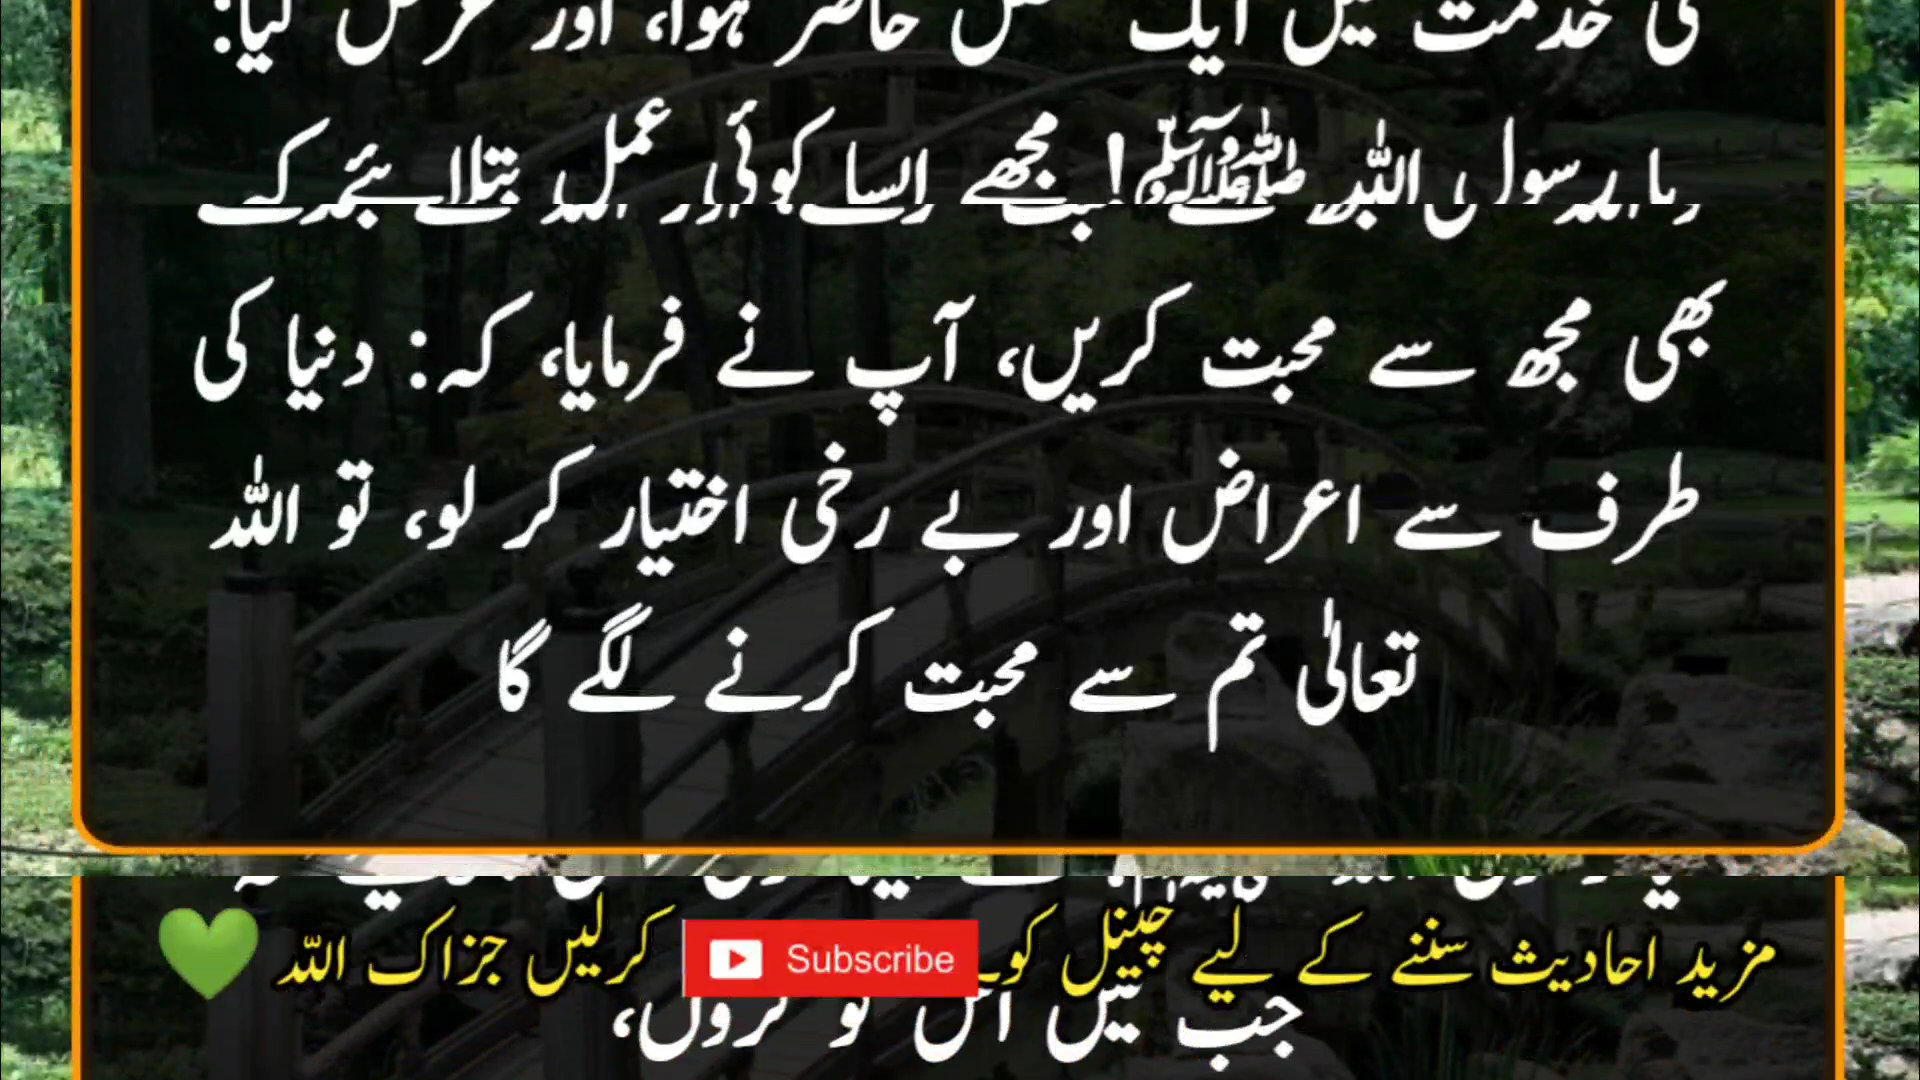 کی خدمت میں ایک شخص حاضر ہوا، اور عرض کیا:
یا رسول اللہ ﷺ! مجھے ایسا کوئی عمل بتلائیے
بھی مجھ سے محبت کریں، آپ نے فرمایا، کہ: دنیا کی
طرف سے اعراض اور بے رخی اختیار کر لو، تو اللہ
تعالیٰ تم سے محبت کرنے لگے گا
مزید احادیث سننے کے لیے چینل کو Subscribe کرلیں جزاک اللہ
جب میں اس کو کروں،